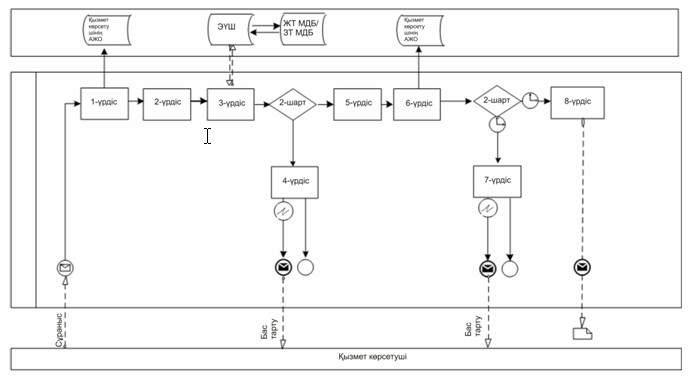 Қызмет
көрсету
шінің
АЖО
ЭҮШ
ЖТ МДБ/
ЗТ МДБ
Қызмет
көрсету
шінің
АЖО
1-үрдіс
2-үрдіс
3-үрдіс
2-шарт
5-үрдіс
6-үрдіс
2-шарт
8-үрдіс
4-үрдіс
7-үрдіс
Сұраныс
Бас
тарту
Бас
тарту
Қызмет көрсетуші